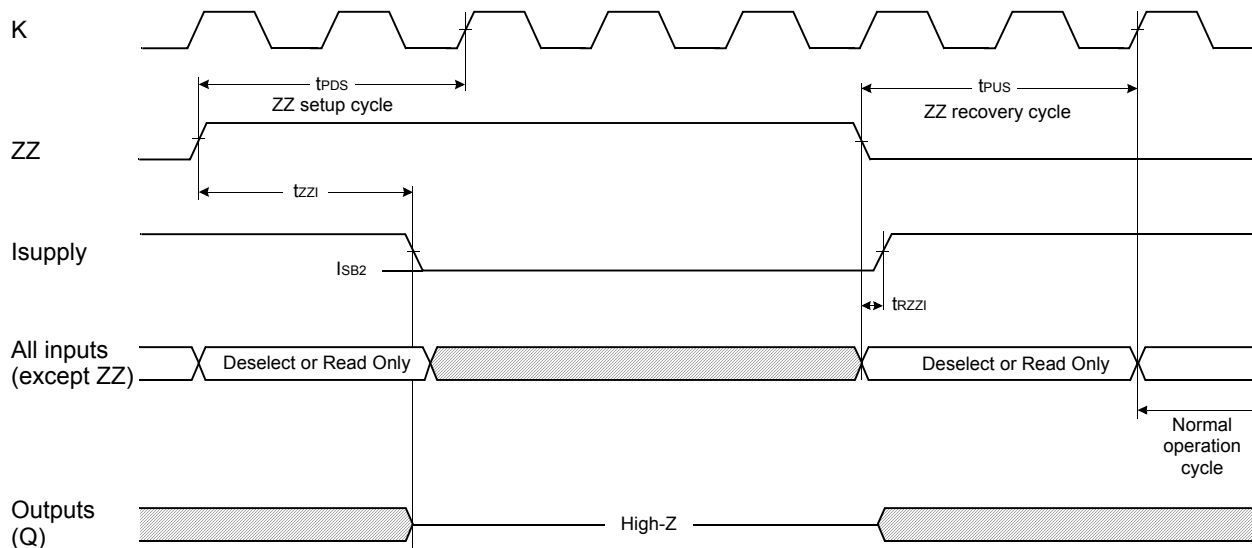 K
tPDS
ZZ setup cycle
tPUS
ZZ recovery cycle
ZZ
tZZI
Isupply
ISB2
tRZZI
All inputs
(except ZZ)
Deselect or Read Only
Deselect or Read Only
Normal
operation
cycle
Outputs
(Q)
High-Z